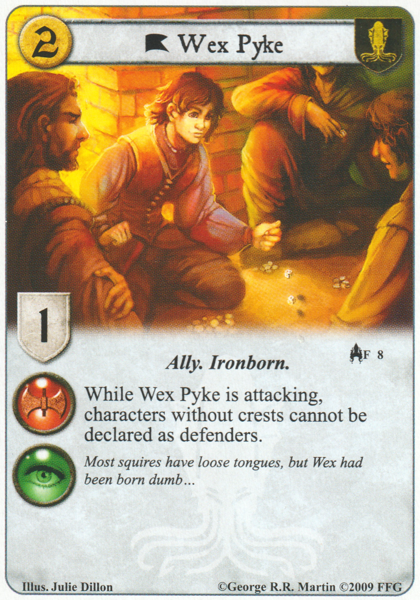 2
Wex Pyke
1
Ally. Ironborn.
F 8
While Wex Pyke is attacking,
characters without crests cannot be
declared as defenders.
Most squires have loose tongues, but Wex had
been born dumb…
Illus. Julie Dillon
©George R.R. Martin ©2009 FFG